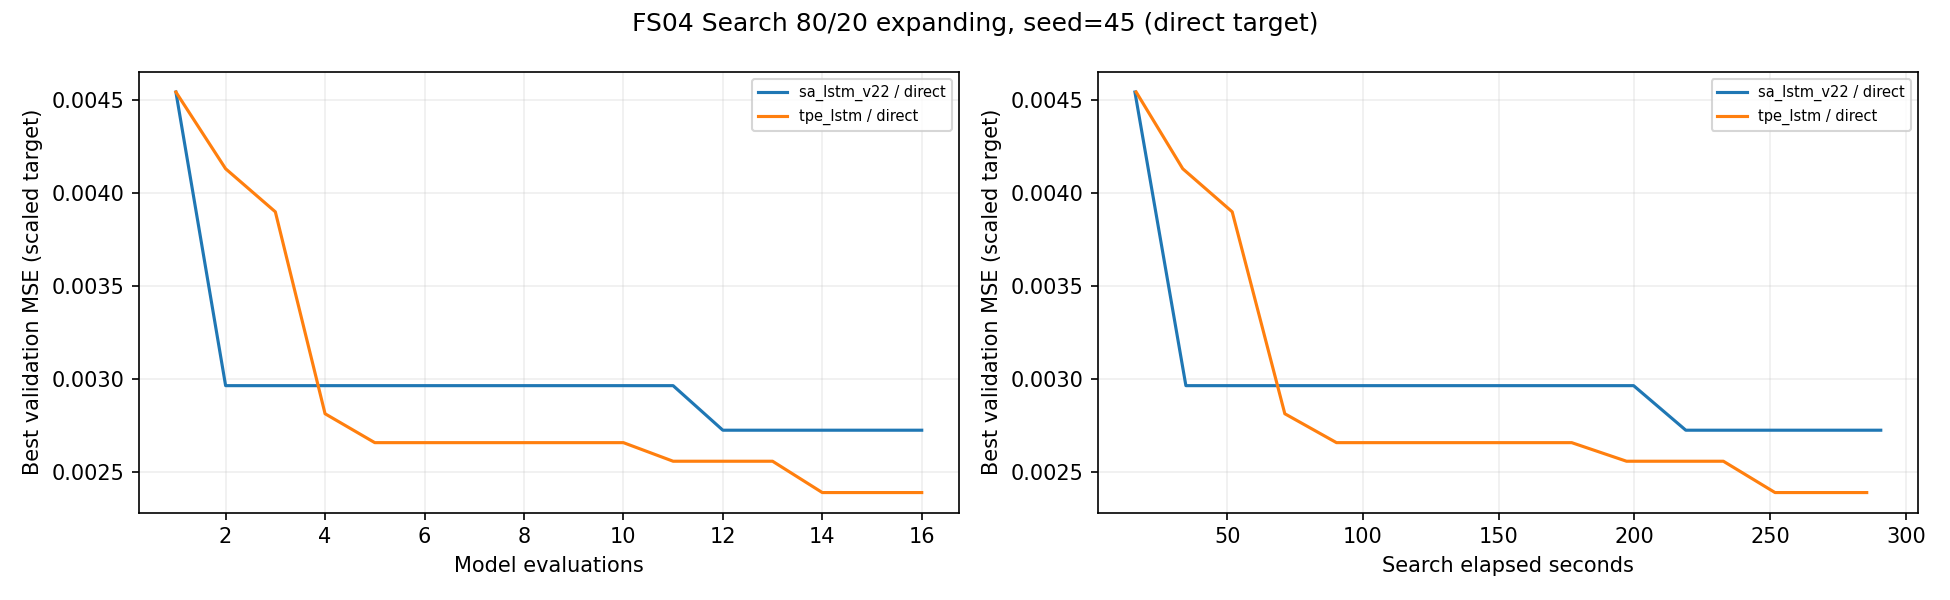 FS04 Search 80/20 expanding, seed=45 (direct target)
Best validation MSE (scaled target)
0.0045
0.0040
0.0035
0.0030
0.0025
sa_lstm_v22 / direct
tpe_lstm / direct
2 4 6 8 10 12 14 16
Model evaluations
Best validation MSE (scaled target)
0.0045
0.0040
0.0035
0.0030
0.0025
sa_lstm_v22 / direct
tpe_lstm / direct
50 100 150 200 250 300
Search elapsed seconds